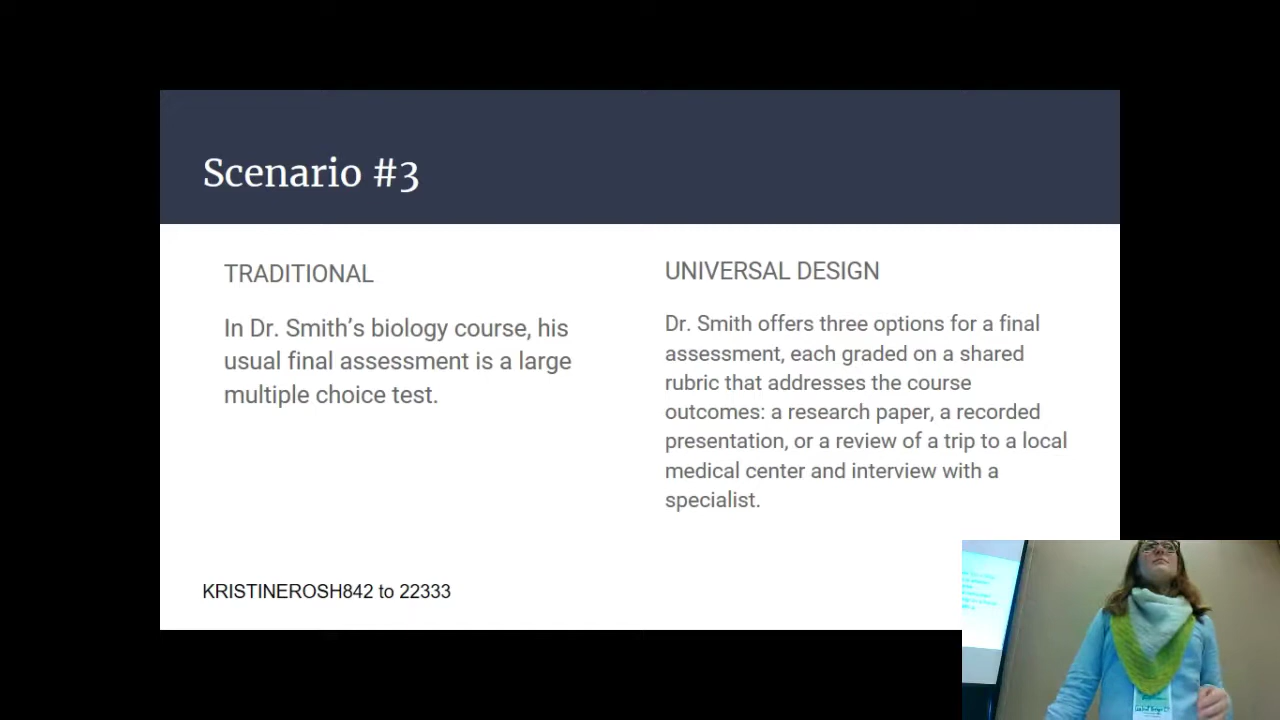 Scenario #3
TRADITIONAL
In Dr. Smith’s biology course, his
usual final assessment is a large
multiple choice test.
UNIVERSAL DESIGN
Dr. Smith offers three options for a final
assessment, each graded on a shared
rubric that addresses the course
outcomes: a research paper, a recorded
presentation, or a review of a trip to a local
medical center and interview with a
specialist.
KRISTINEROSH842 to 22333